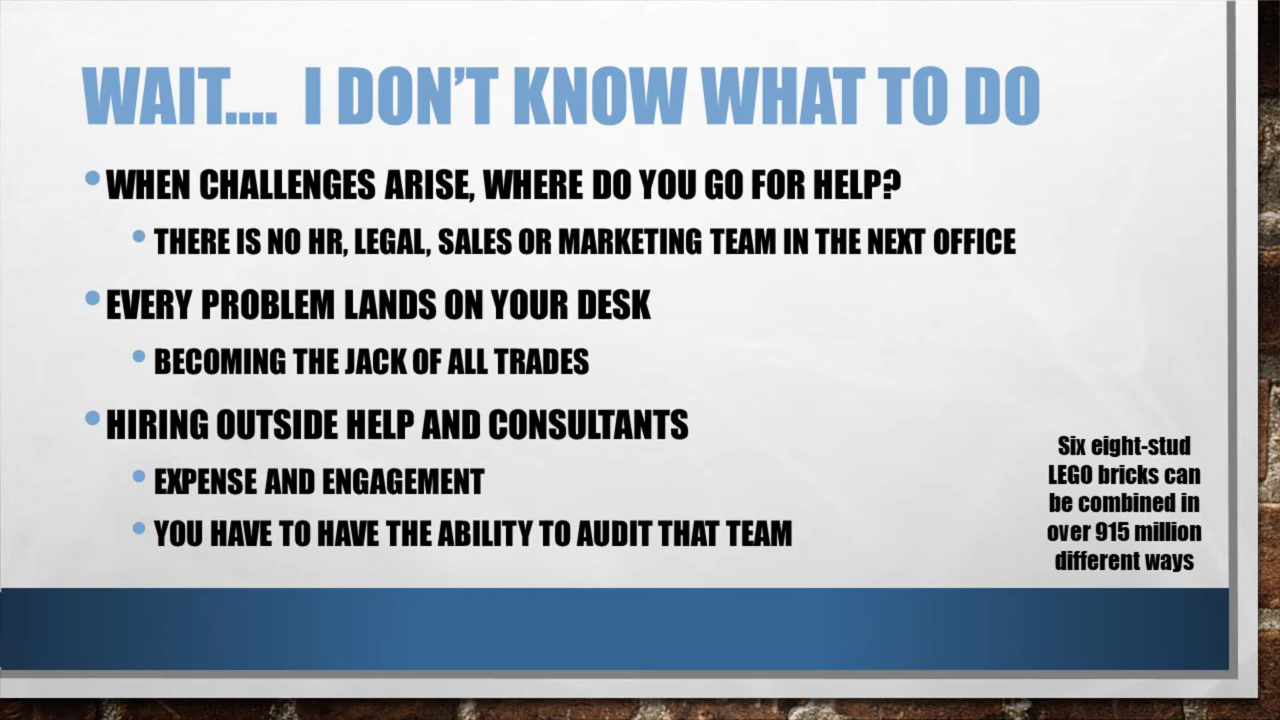 WAIT.... I DON'T KNOW WHAT TO DO
•WHEN CHALLENGES ARISE, WHERE DO YOU GO FOR HELP?
• THERE IS NO HR, LEGAL, SALES OR MARKETING TEAM IN THE NEXT OFFICE
•EVERY PROBLEM LANDS ON YOUR DESK
• BECOMING THE JACK OF ALL TRADES
•HIRING OUTSIDE HELP AND CONSULTANTS
• EXPENSE AND ENGAGEMENT
• YOU HAVE TO HAVE THE ABILITY TO AUDIT THAT TEAM
Six eight-stud
LEGO bricks can
be combined in
over 915 million
different ways